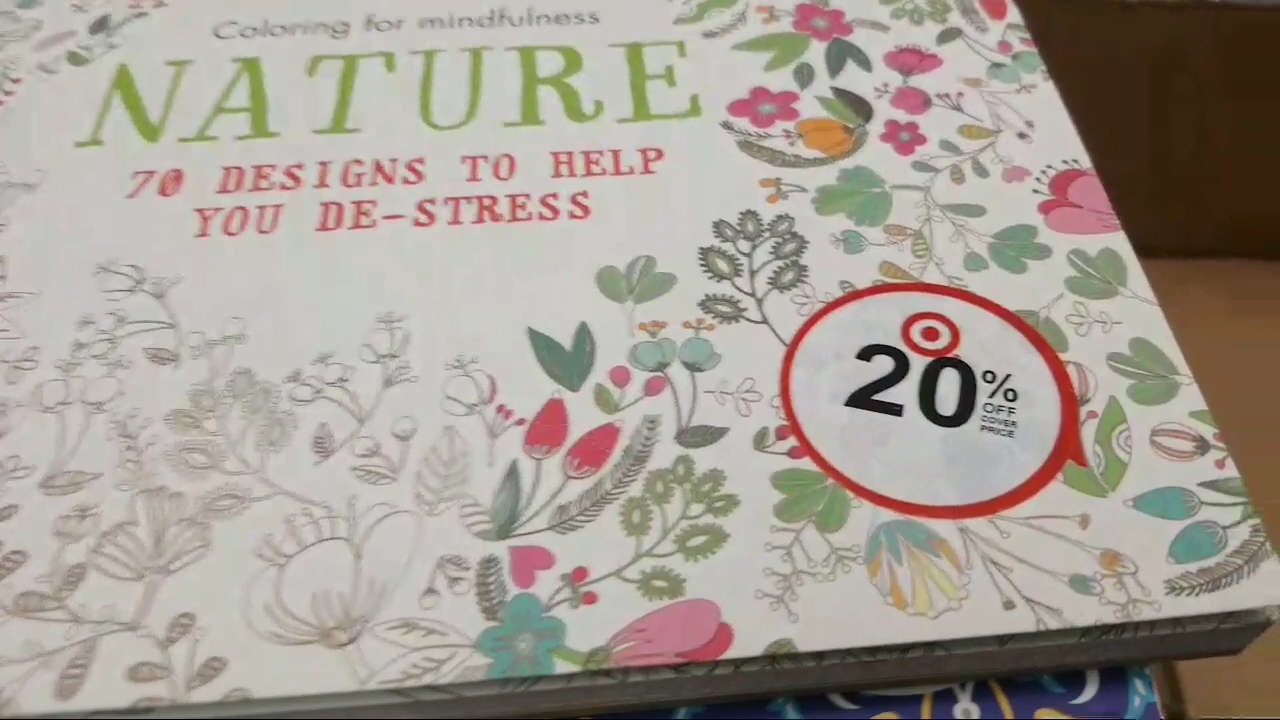 Coloring for mindfulness
NATURE
70 DESIGNS TO HELP
YOU DE-STRESS
20%
OFF
COVER
PRICE